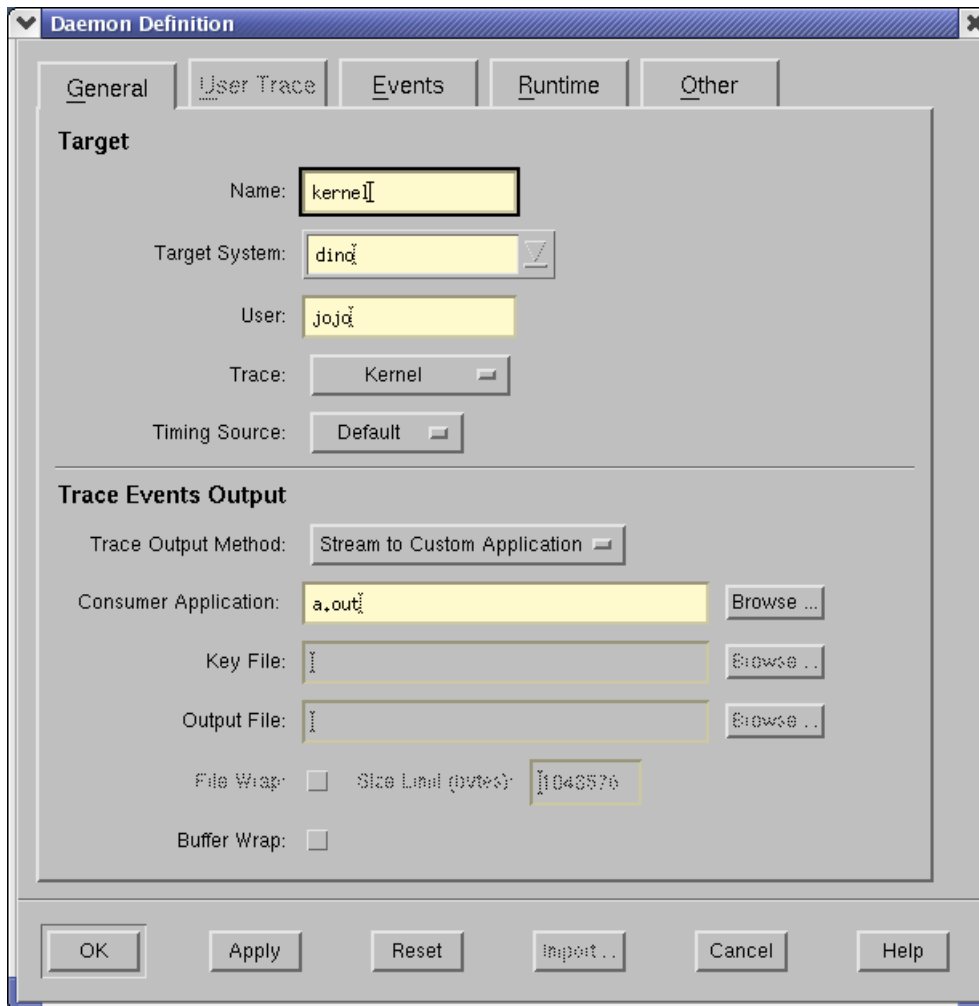 Daemon Definition
General User Trace Events Runtime Other
Target
Name: kernel
Target System: dino
User: jojo
Trace: Kernel
Timing Source: Default
Trace Events Output
Trace Output Method: Stream to Custom Application
Consumer Application: a.out Browse ...
Key File: Browse ..
Output File: Browse ..
File Wrap: Size Limit (bytes): 1048576
Buffer Wrap:
OK Apply Reset Import .. Cancel Help